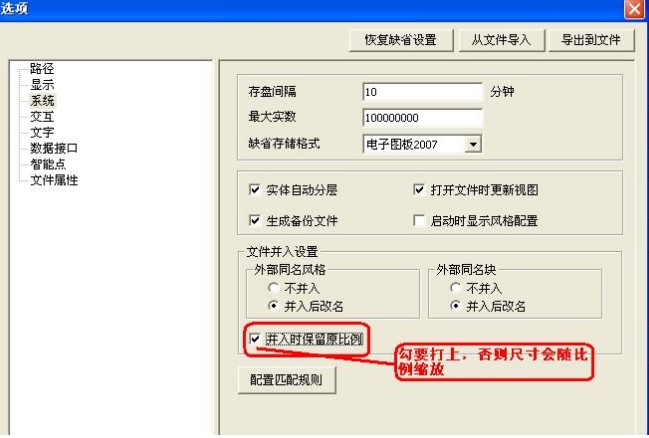 选项
恢复缺省设置 从文件导入 导出到文件
路径
显示
系统
交互
文字
数据接口
智能点
文件属性
存盘间隔 10 分钟
最大实数 100000000
缺省存储格式 电子图板2007
实体自动分层 打开文件时更新视图
生成备份文件 启动时显示风格配置
文件并入设置
外部同名风格 外部同名块
不并入 不并入
并入后改名 并入后改名
并入时保留原比例
勾要打上，否则尺寸会随比
例缩放
配置匹配规则